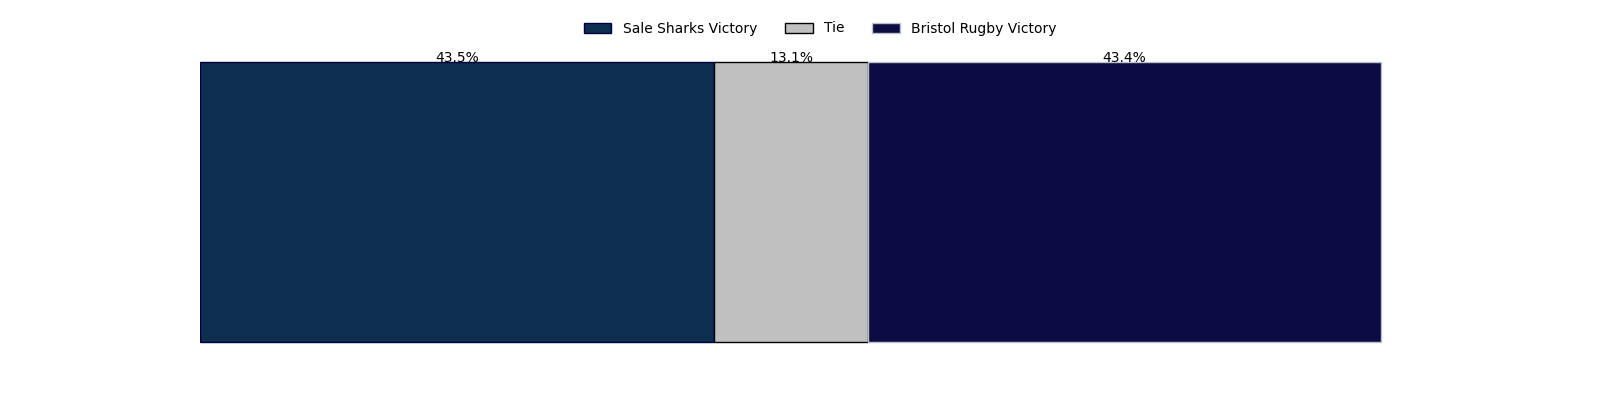 Sale Sharks Victory Tie Bristol Rugby Victory
43.5% 13.1% 43.4%